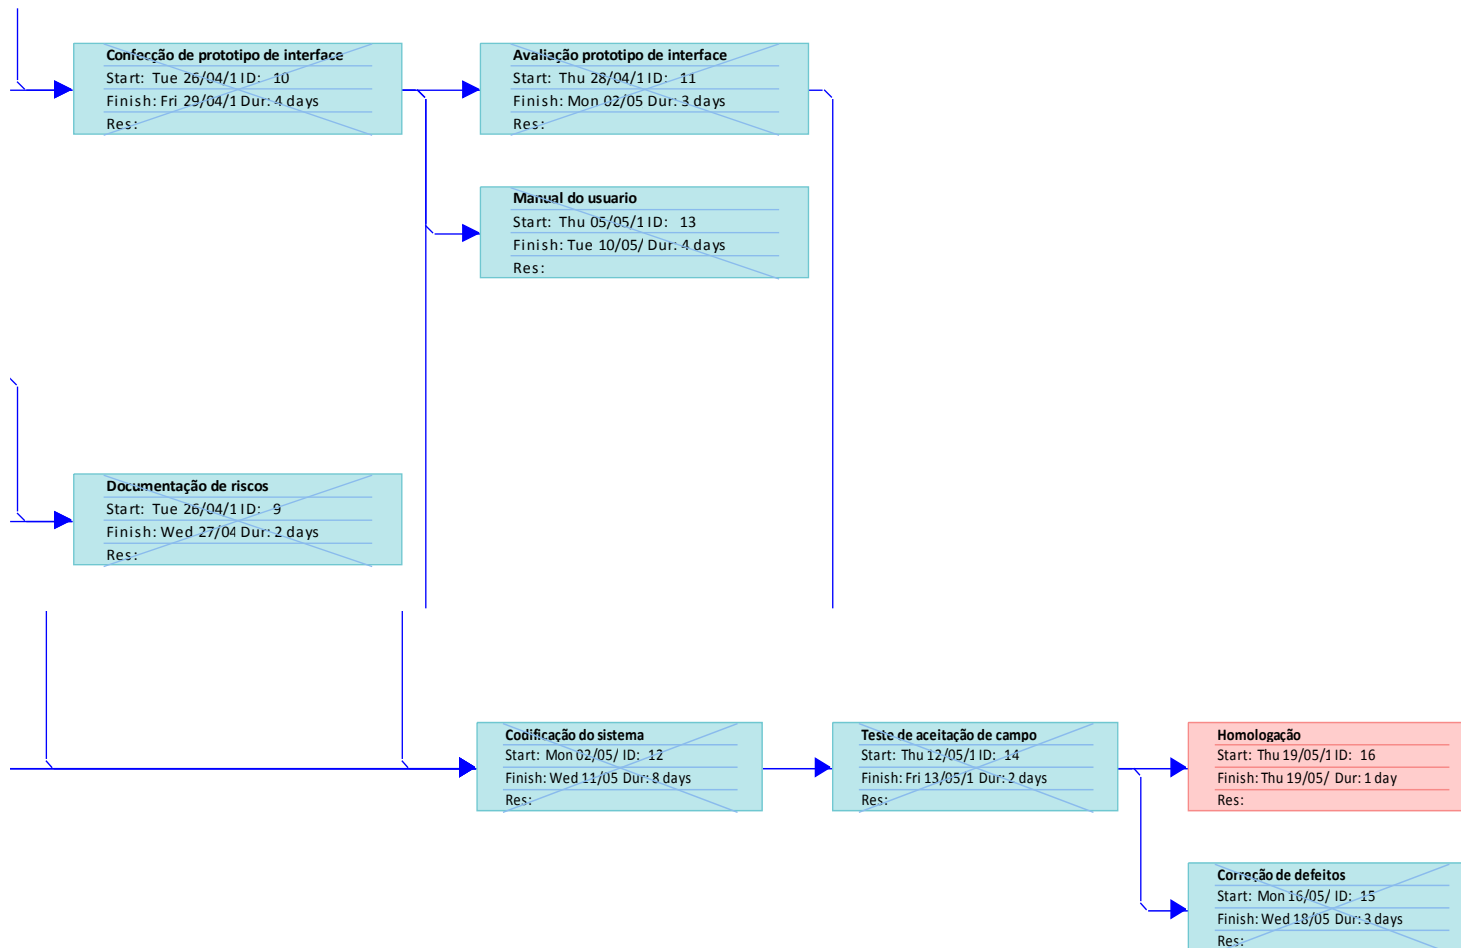 Confecção de prototipo de interface
Start: Tue 26/04/1 ID: 10
Finish: Fri 29/04/1 Dur: 4 days
Res:
Avaliação prototipo de interface
Start: Thu 28/04/1 ID: 11
Finish: Mon 02/05 Dur: 3 days
Res:
Manual do usuario
Start: Thu 05/05/1 ID: 13
Finish: Tue 10/05/ Dur: 4 days
Res:
Documentação de riscos
Start: Tue 26/04/1 ID: 9
Finish: Wed 27/04 Dur: 2 days
Res:
Codificação do sistema
Start: Mon 02/05/ ID: 12
Finish: Wed 11/05 Dur: 8 days
Res:
Teste de aceitação de campo
Start: Thu 12/05/1 ID: 14
Finish: Fri 13/05/1 Dur: 2 days
Res:
Homologação
Start: Thu 19/05/1 ID: 16
Finish: Thu 19/05/ Dur: 1 day
Res:
Correção de defeitos
Start: Mon 16/05/ ID: 15
Finish: Wed 18/05 Dur: 3 days
Res: